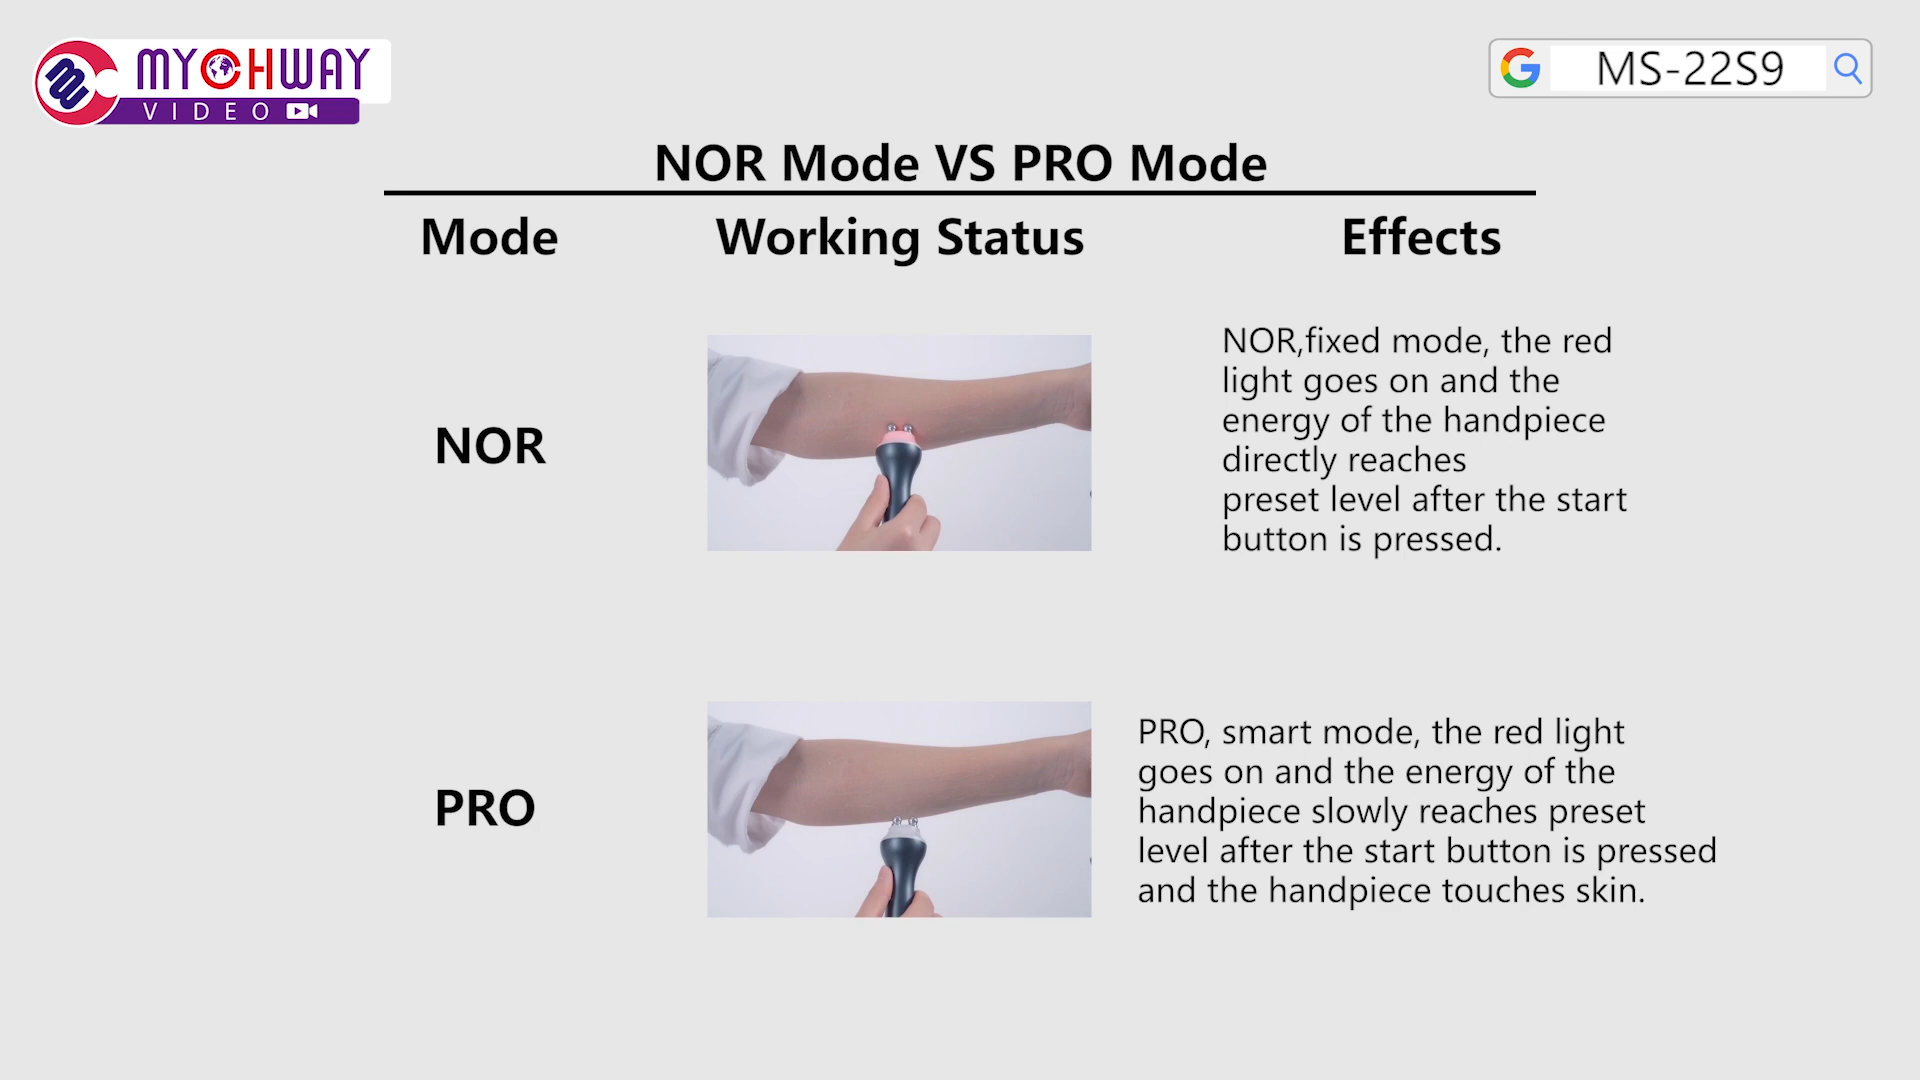 MYCHWAY
VIDEO
MS-22S9
NOR Mode VS PRO Mode
Mode
Working Status
Effects
NOR
NOR,fixed mode, the red
light goes on and the
energy of the handpiece
directly reaches
preset level after the start
button is pressed.
PRO
PRO, smart mode, the red light
goes on and the energy of the
handpiece slowly reaches preset
level after the start button is pressed
and the handpiece touches skin.